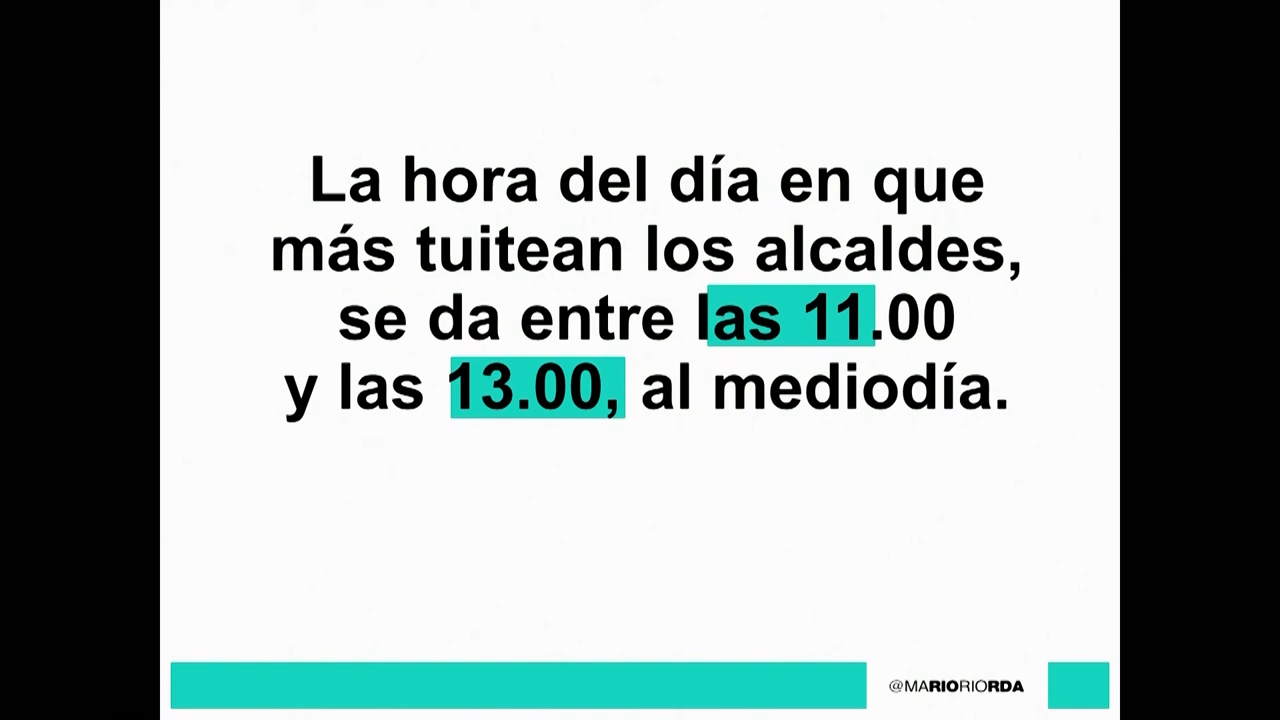 La hora del día en que
más tuitean los alcaldes,
se da entre las 11.00
y las 13.00, al mediodía.
@MARIORIORDA